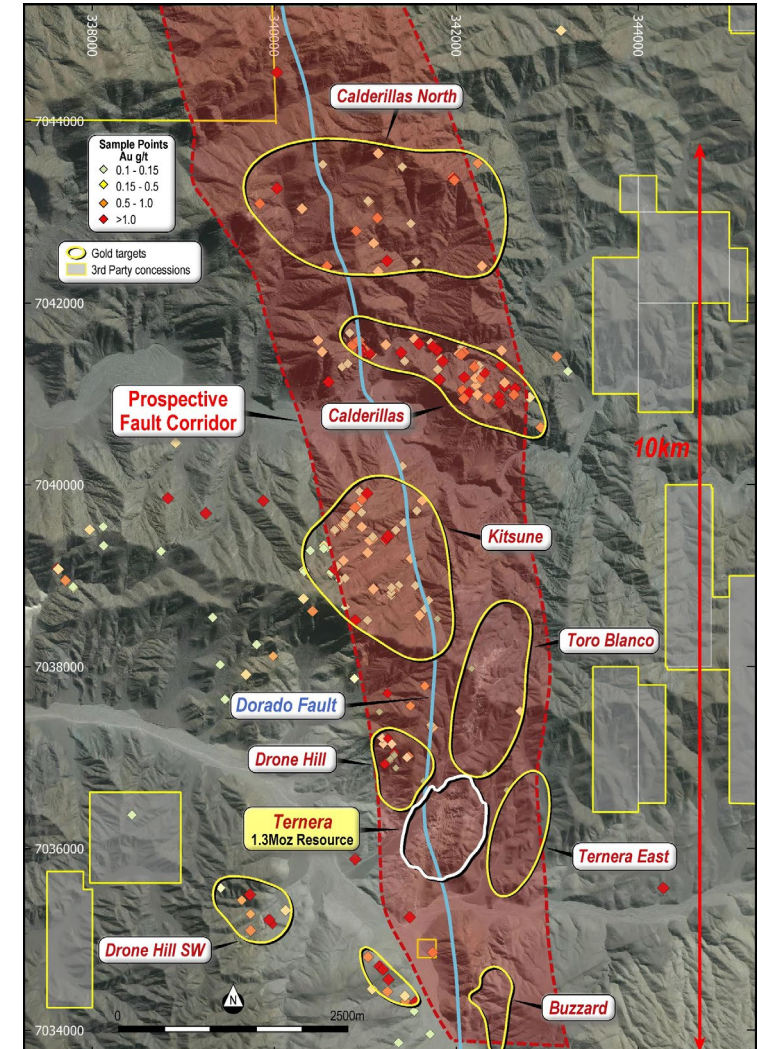 338000
340000
342000
344000
Calderillas North
7044000
Sample Points
Au g/t
0.1 - 0.15
0.15 - 0.5
0.5 - 1.0
>1.0
Gold targets
3rd Party concessions
7042000
Prospective
Fault Corridor
Calderillas
10km
7040000
Kitsune
Toro Blanco
7038000
Dorado Fault
Drone Hill
Ternera
1.3Moz Resource
7036000
Ternera East
Drone Hill SW
N
Buzzard
0
2500m
7034000